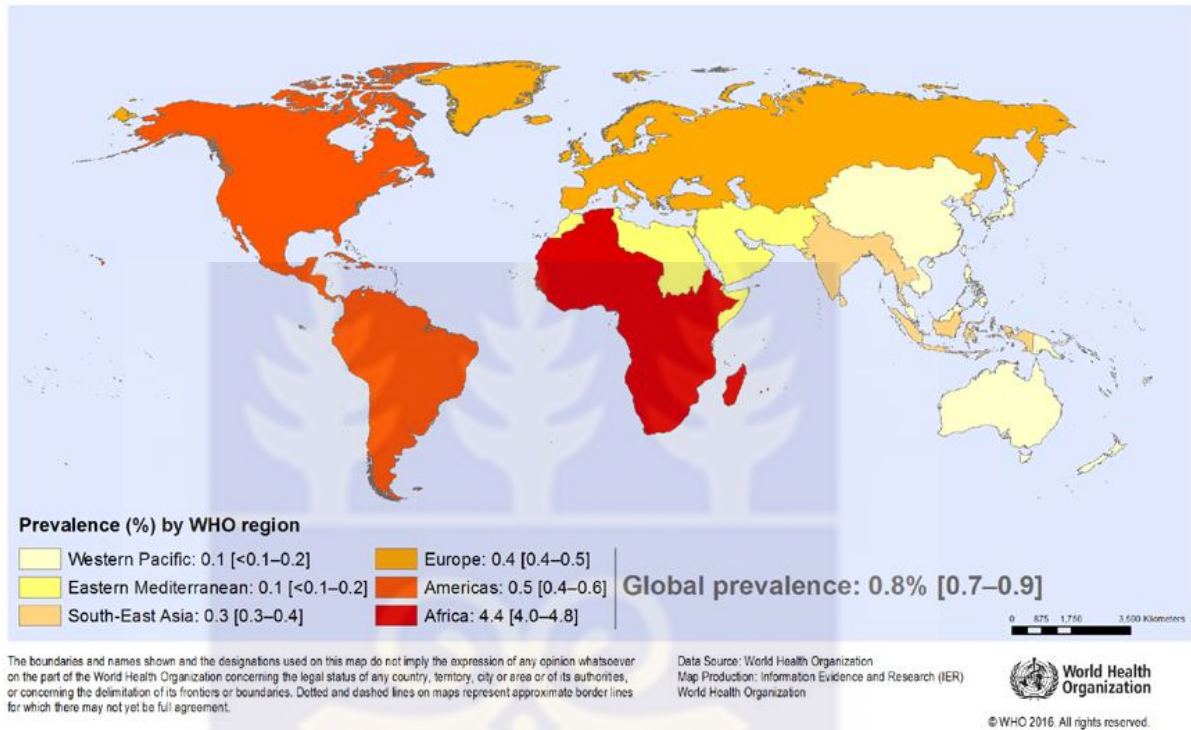 Prevalence (%) by WHO region
Western Pacific: 0.1 [<0.1–0.2]
Eastern Mediterranean: 0.1 [<0.1–0.2]
South-East Asia: 0.3 [0.3–0.4]
Europe: 0.4 [0.4–0.5]
Americas: 0.5 [0.4–0.6]
Africa: 4.4 [4.0–4.8]
Global prevalence: 0.8% [0.7–0.9]
0 875 1,750 3,500 Kilometers
The boundaries and names shown and the designations used on this map do not imply the expression of any opinion whatsoever
on the part of the World Health Organization concerning the legal status of any country, territory, city or area or of its authorities,
or concerning the delimitation of its frontiers or boundaries. Dotted and dashed lines on maps represent approximate border lines
for which there may not yet be full agreement.
Data Source: World Health Organization
Map Production: Information Evidence and Research (IER)
World Health Organization
World Health
Organization
© WHO 2016. All rights reserved.